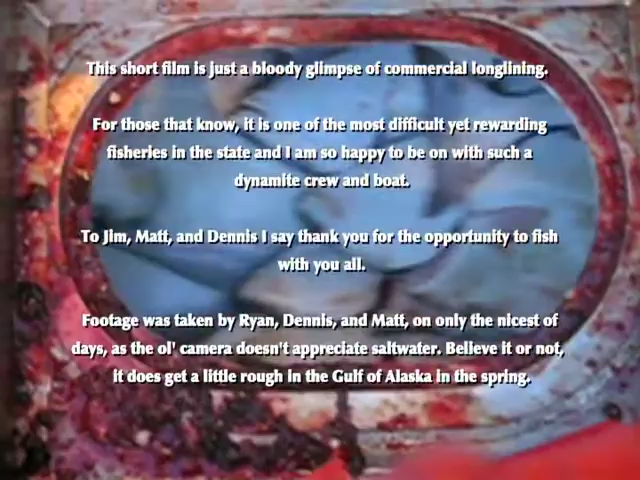 This short film is just a bloody glimpse of commercial longlining.
For those that know, it is one of the most difficult yet rewarding
fisheries in the state and I am so happy to be on with such a
dynamite crew and boat.
To Jim, Matt, and Dennis I say thank you for the opportunity to fish
with you all.
Footage was taken by Ryan, Dennis, and Matt, on only the nicest of
days, as the ol' camera doesn't appreciate saltwater. Believe it or not,
it does get a little rough in the Gulf of Alaska in the spring.